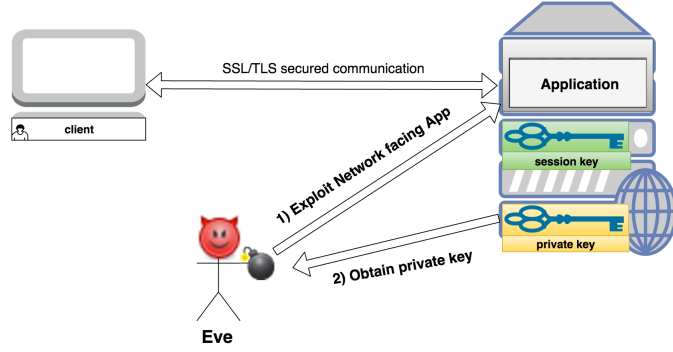 SSL/TLS secured communication
Application
client
session key
1) Exploit Network facing App
private key
2) Obtain private key
Eve